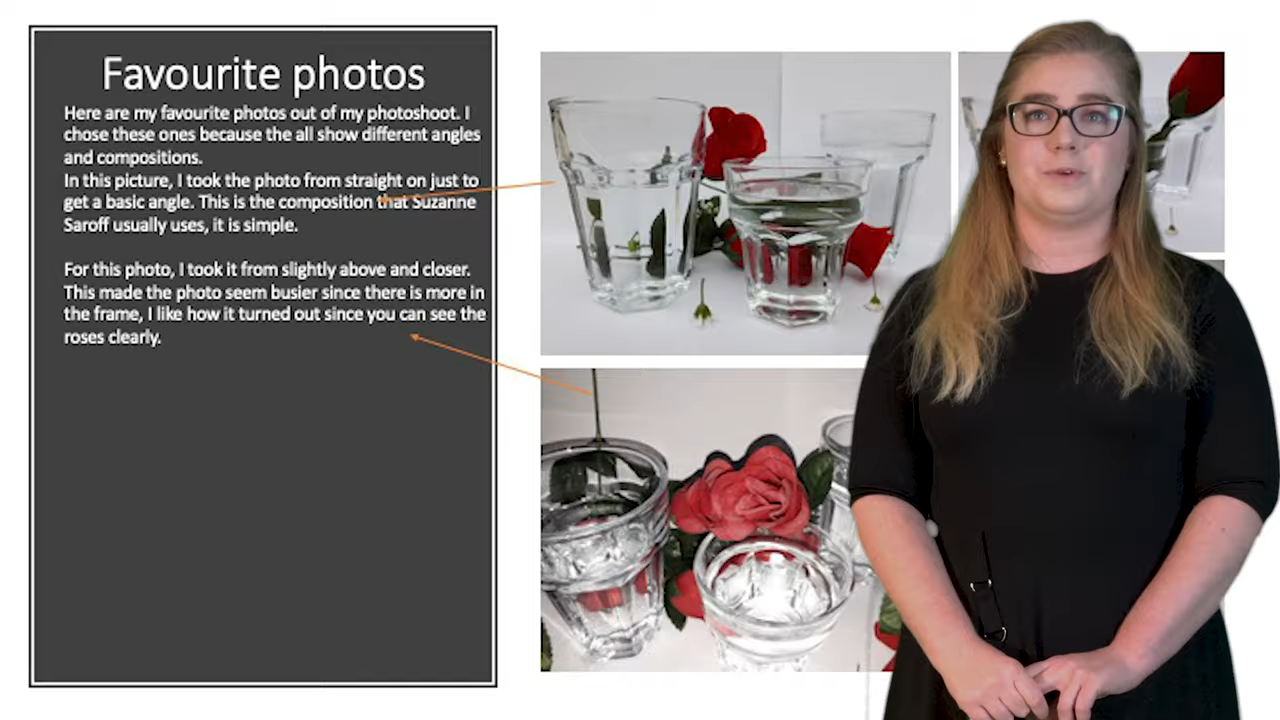 Favourite photos
Here are my favourite photos out of my photoshoot. I
chose these ones because the all show different angles
and compositions.
In this picture, I took the photo from straight on just to
get a basic angle. This is the composition that Suzanne
Saroff usually uses, it is simple.
For this photo, I took it from slightly above and closer.
This made the photo seem busier since there is more in
the frame, I like how it turned out since you can see the
roses clearly.